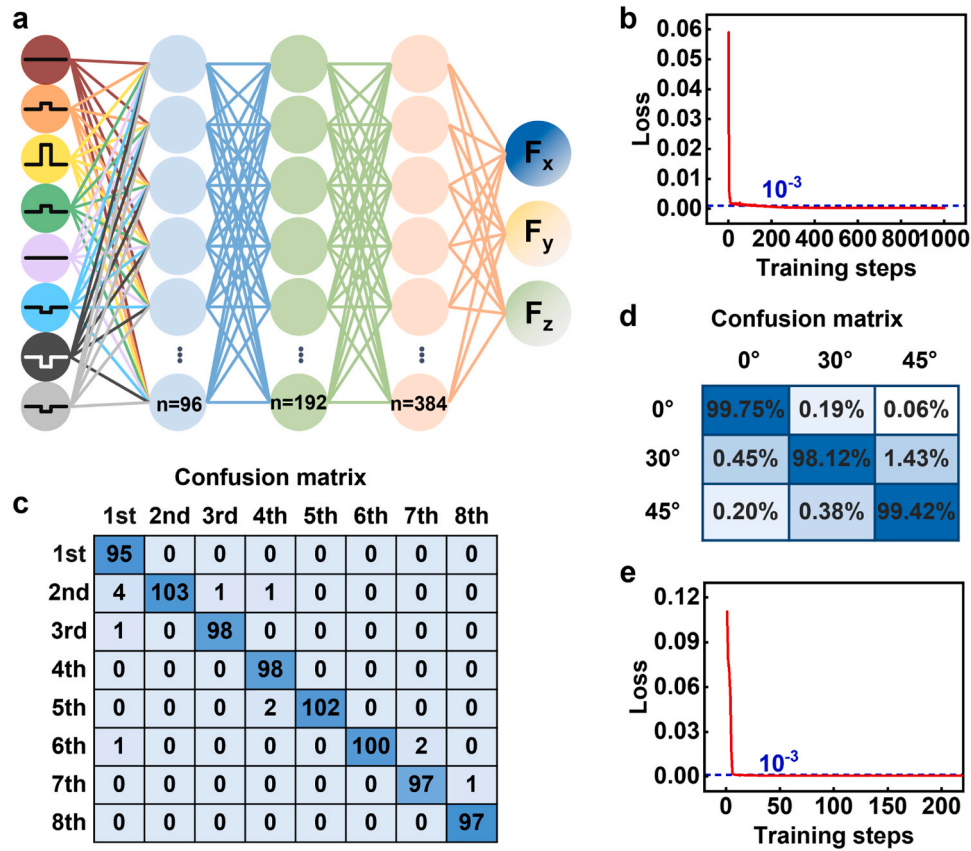 a
F_x
F_y
F_z
n=96
n=192
n=384
b
0.06
0.05
0.04
0.03
0.02
0.01
0.00
Loss
10^-3
0 200 400 600 800 1000
Training steps
c
Confusion matrix
1st 2nd 3rd 4th 5th 6th 7th 8th
1st 95 0 0 0 0 0 0 0
2nd 4 103 1 1 0 0 0 0
3rd 1 0 98 0 0 0 0 0
4th 0 0 0 98 0 0 0 0
5th 0 0 0 2 102 0 0 0
6th 1 0 0 0 0 100 2 0
7th 0 0 0 0 0 0 97 1
8th 0 0 0 0 0 0 0 97
d
Confusion matrix
0° 30° 45°
0° 99.75% 0.19% 0.06%
30° 0.45% 98.12% 1.43%
45° 0.20% 0.38% 99.42%
e
0.12
0.09
0.06
0.03
0.00
Loss
10^-3
0 50 100 150 200
Training steps